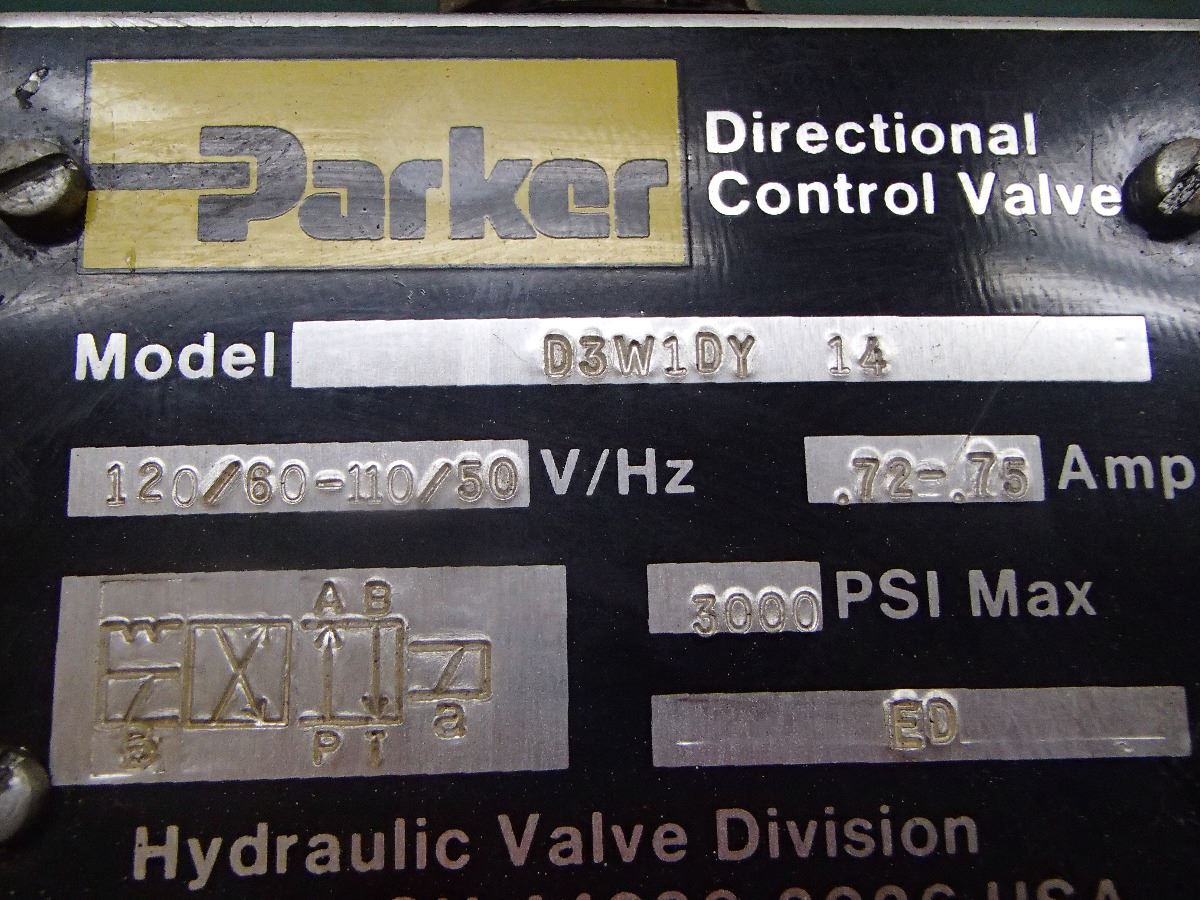 Parker
Directional
Control Valve
Model D3W1DY 14
120/60-110/50 V/Hz .72-.75 Amp
A B
3000 PSI Max
a
P T
ED
Hydraulic Valve Division
USA